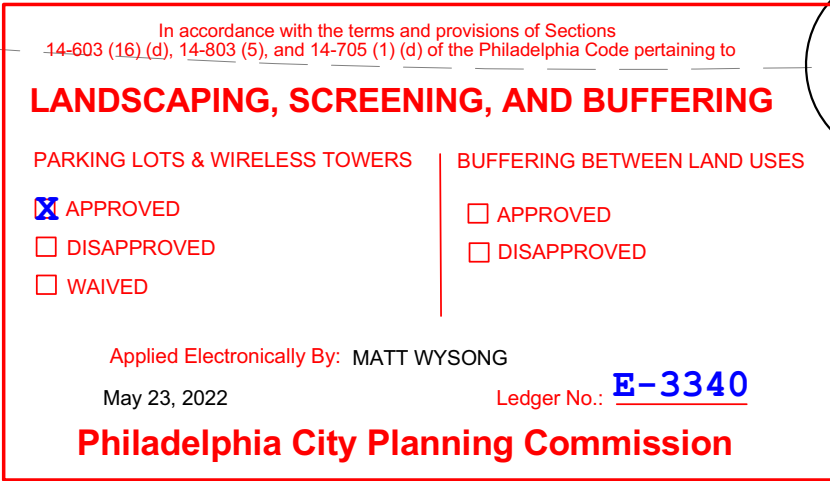 In accordance with the terms and provisions of Sections
14-603 (16) (d), 14-803 (5), and 14-705 (1) (d) of the Philadelphia Code pertaining to
LANDSCAPING, SCREENING, AND BUFFERING
PARKING LOTS & WIRELESS TOWERS
X APPROVED
DISAPPROVED
WAIVED
BUFFERING BETWEEN LAND USES
APPROVED
DISAPPROVED
Applied Electronically By: MATT WYSONG
May 23, 2022 Ledger No.: E-3340
Philadelphia City Planning Commission